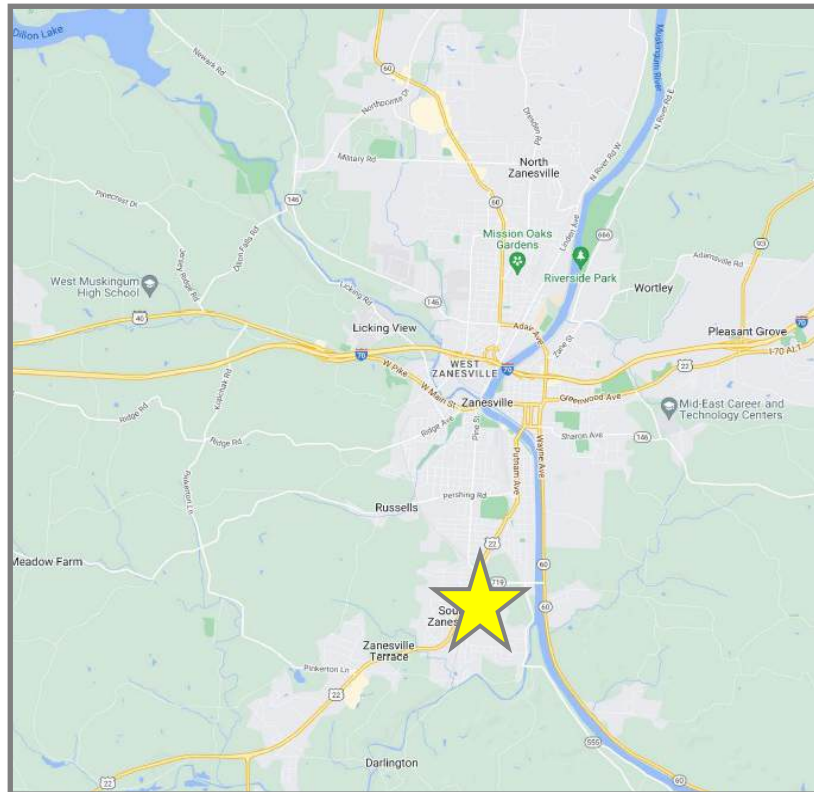 Dillon Lake
Newark Rd
60
Northpointe Dr
Dresden Rd
Muskingum River
N River Rd E
N River Rd W
Military Rd
North
Zanesville
Pinecrest Dr
146
60
Linden Ave
666
93
Dillon Falls Rd
Mission Oaks
Gardens
Riverside Park
Adamsville Rd
West Muskingum
High School
Licking Rd
146
Wortley
40
Licking View
Adair Ave
Zane St
Pleasant Grove
70
70
WEST
ZANESVILLE
70
I-70 ALT
22
W Pike
W Main St
Zanesville
Greenwood Ave
Mid-East Career and
Technology Centers
Kopchak Rd
Ridge Rd
Ridge Rd
Ridge Ave
Pine St
Putnam Ave
Wayne Ave
Sharon Ave
146
Pinkerton Ln
Russells
Pershing Rd
22
Meadow Farm
719
60
60
Zanesville
Terrace
Pinkerton Ln
22
555
Darlington
22
60